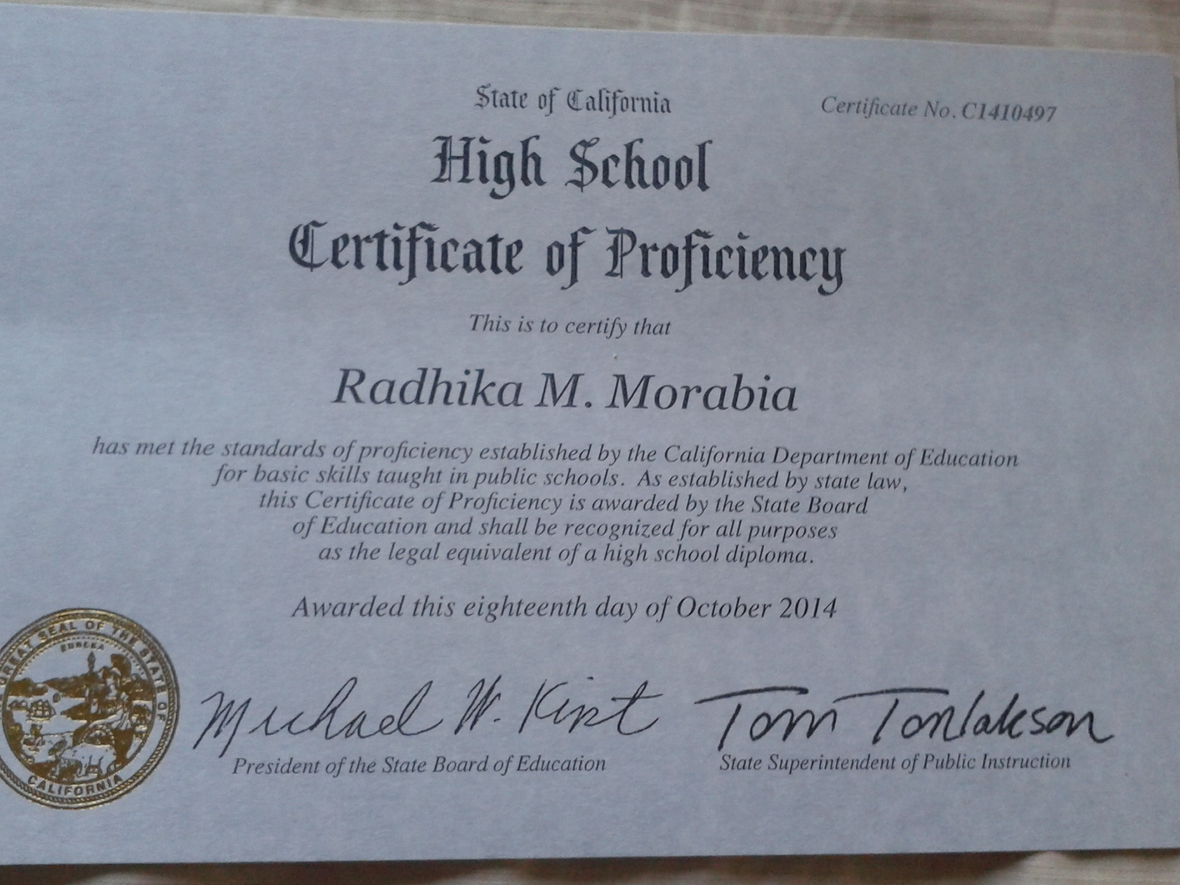 State of California
Certificate No. C1410497
High School
Certificate of Proficiency
This is to certify that
Radhika M. Morabia
has met the standards of proficiency established by the California Department of Education
for basic skills taught in public schools. As established by state law,
this Certificate of Proficiency is awarded by the State Board
of Education and shall be recognized for all purposes
as the legal equivalent of a high school diploma.
Awarded this eighteenth day of October 2014
GREAT SEAL OF THE STATE OF
EUREKA
CALIFORNIA
Michael W. Kirst
Tom Torlakson
President of the State Board of Education
State Superintendent of Public Instruction